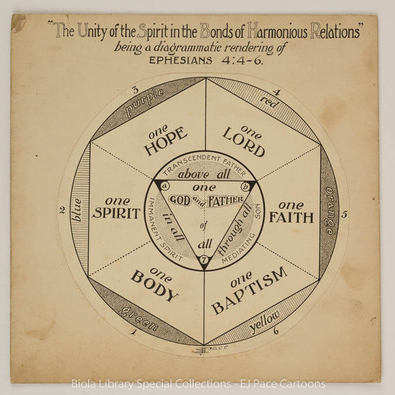 "The Unity of the Spirit in the Bonds of Harmonious Relations"
being a diagrammatic rendering of
EPHESIANS 4:4-6.
3
purple
4
red
one
HOPE
one
LORD
TRANSCENDENT FATHER
above all
2
blue
one
SPIRIT
a
one
b
GOD and FATHER
of
all
7
in all
through all
IMMANENT SPIRIT
MEDIATING SON
one
FAITH
orange
5
one
BODY
one
BAPTISM
green
1
yellow
6
EJ Pace
Biola Library Special Collections - EJ Pace Cartoons